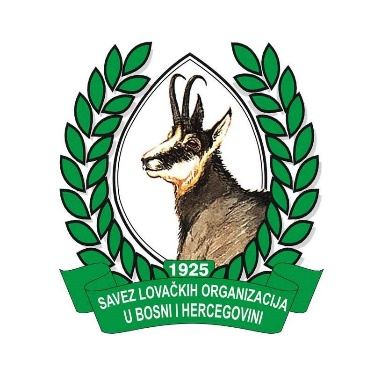 1925
SAVEZ LOVAČKIH ORGANIZACIJA
U BOSNI I HERCEGOVINI